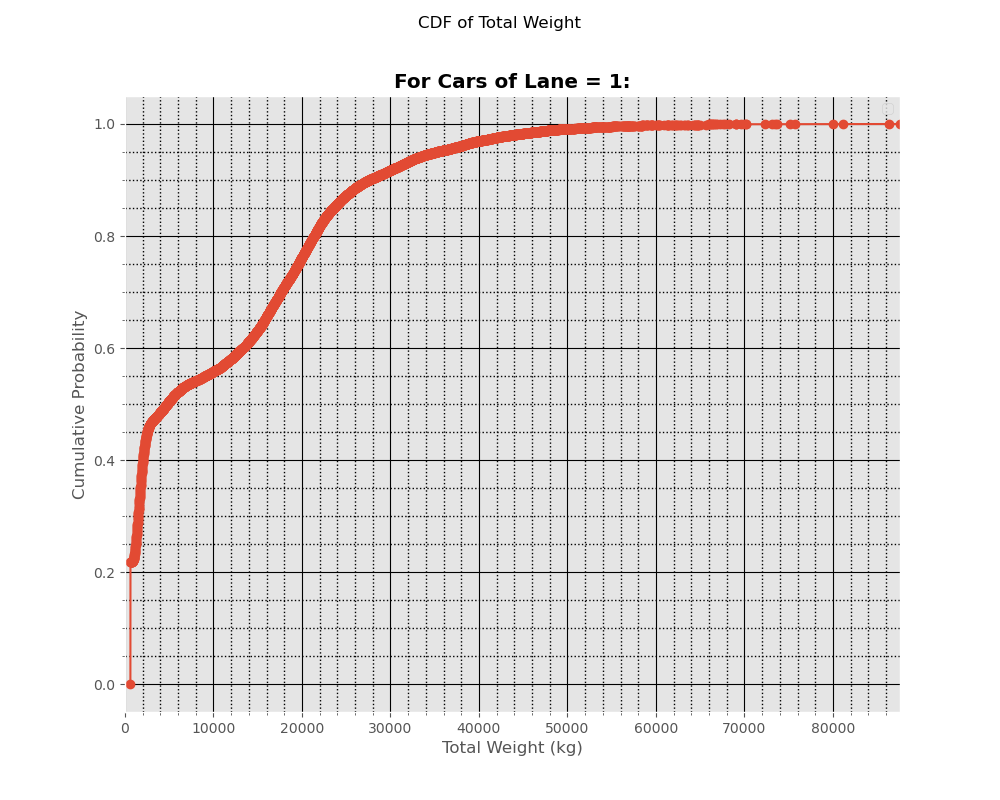 CDF of Total Weight
For Cars of Lane = 1:
1.0
0.8
0.6
0.4
0.2
0.0
Cumulative Probability
0 10000 20000 30000 40000 50000 60000 70000 80000
Total Weight (kg)